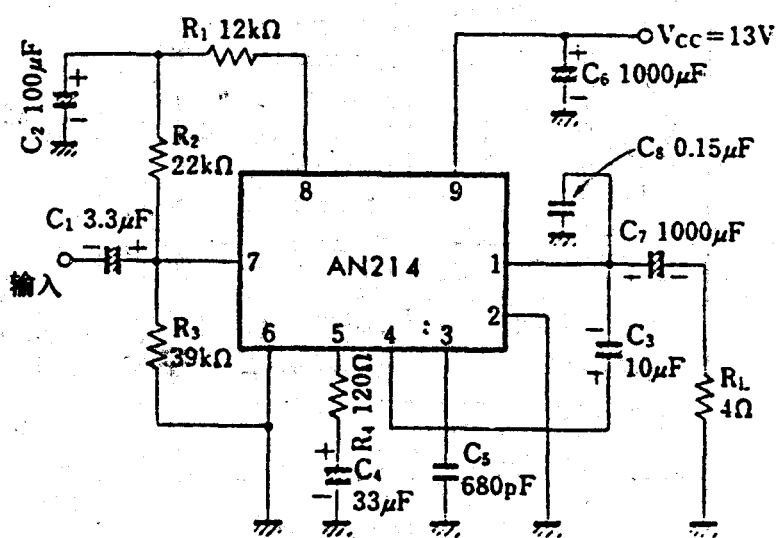 R₁ 12kΩ
V_CC=13V
C₂ 100μF
+
−
+
C₆ 1000μF
−
R₂
22kΩ
8
9
C₈ 0.15μF
C₁ 3.3μF
− +
输入
7
AN214
1
C₇ 1000μF
+ −
2
R₃
39kΩ
6
5
4
3
−
C₃
10μF
+
R_L
4Ω
R₄ 120Ω
+
C₄
−
33μF
C₅
680pF